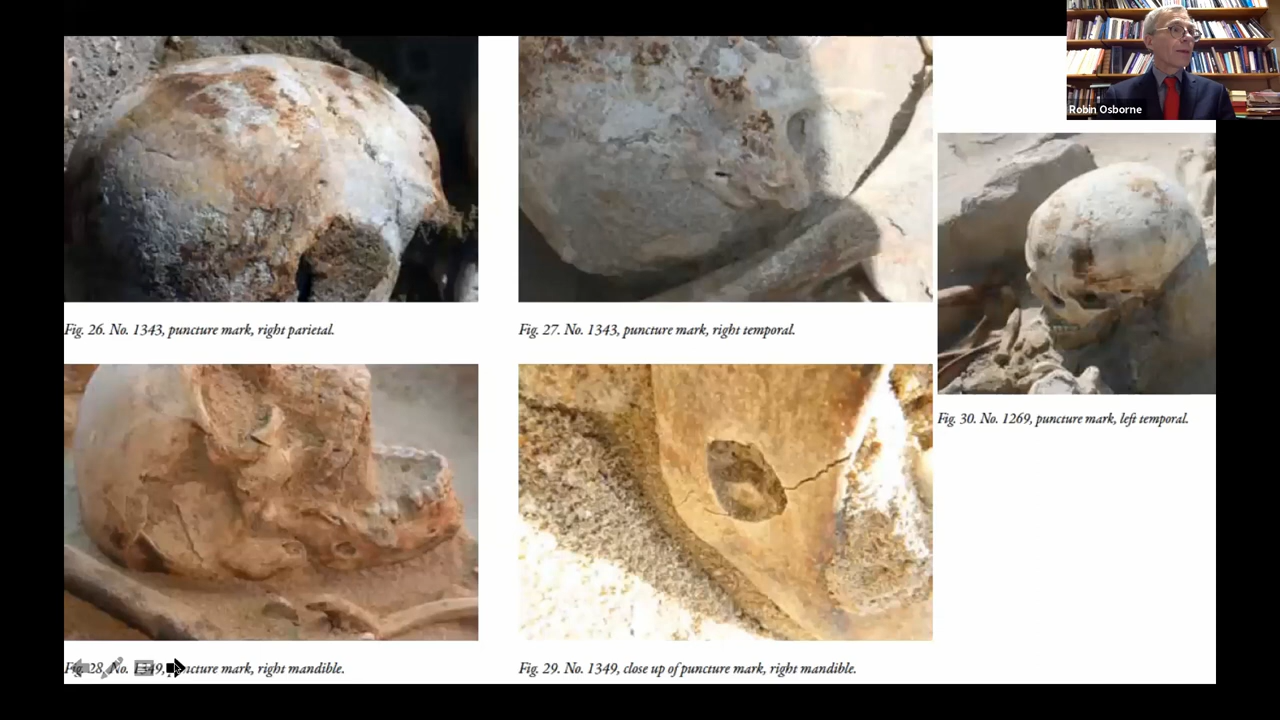 Robin Osborne
Fig. 26. No. 1343, puncture mark, right parietal.
Fig. 27. No. 1343, puncture mark, right temporal.
Fig. 30. No. 1269, puncture mark, left temporal.
Fig. 28, No. 1349, puncture mark, right mandible.
Fig. 29. No. 1349, close up of puncture mark, right mandible.